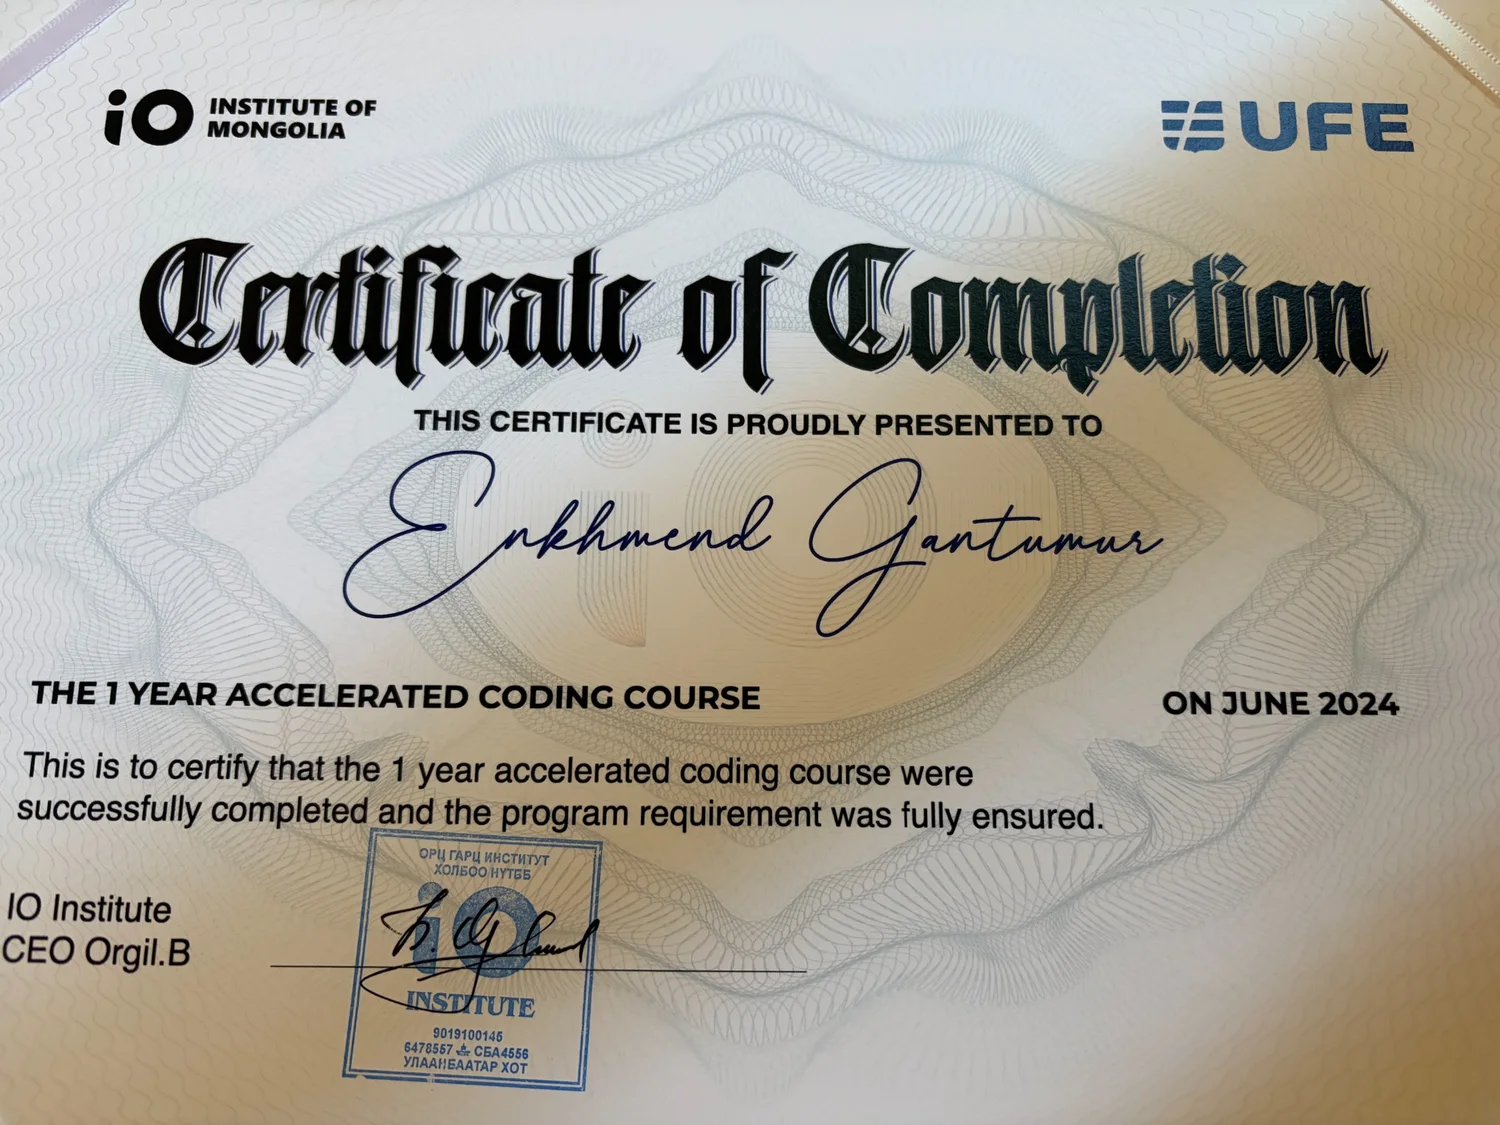 iO INSTITUTE OF
MONGOLIA
UFE
Certificate of Completion
THIS CERTIFICATE IS PROUDLY PRESENTED TO
Enkhmend Gantumur
THE 1 YEAR ACCELERATED CODING COURSE
ON JUNE 2024
This is to certify that the 1 year accelerated coding course were
successfully completed and the program requirement was fully ensured.
IO Institute
CEO Orgil.B
ОРЦ ГАРЦ ИНСТИТУТ
ХОЛБОО НҮТББ
iO
INSTITUTE
9019100145
6478557 СБА4556
УЛААНБААТАР ХОТ